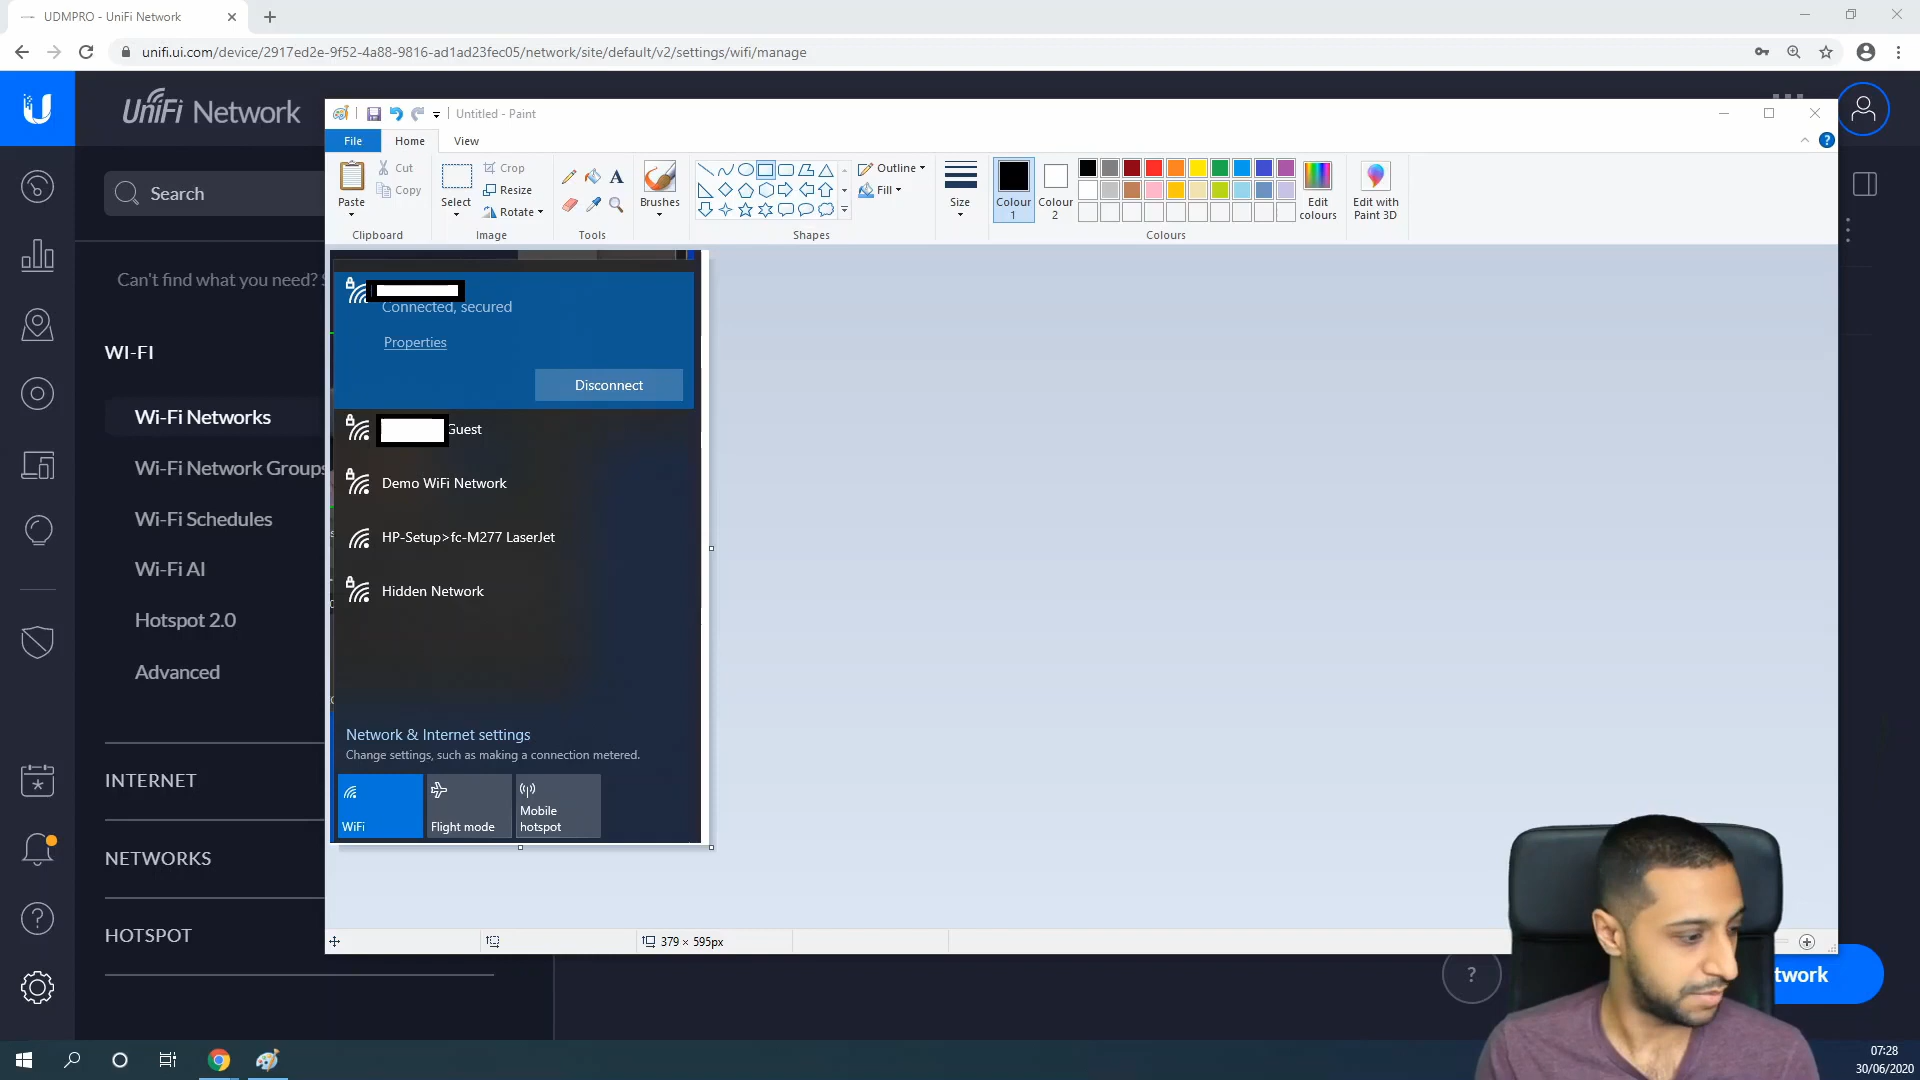 UDMPRO - UniFi Network
unifi.ui.com/device/2917ed2e-9f52-4a88-9816-ad1ad23fec05/network/site/default/v2/settings/wifi/manage
UniFi Network
Search
Can't find what you need?
WI-FI
Wi-Fi Networks
Wi-Fi Network Groups
Wi-Fi Schedules
Wi-Fi AI
Hotspot 2.0
Advanced
INTERNET
NETWORKS
HOTSPOT
Untitled - Paint
File
Home
View
Paste
Cut
Copy
Clipboard
Select
Crop
Resize
Rotate
Image
Tools
Brushes
Shapes
Outline
Fill
Size
Colour
1
Colour
2
Edit
colours
Colours
Edit with
Paint 3D
Connected, secured
Properties
Disconnect
Guest
Demo WiFi Network
HP-Setup>fc-M277 LaserJet
Hidden Network
Network & Internet settings
Change settings, such as making a connection metered.
WiFi
Flight mode
Mobile
hotspot
379 × 595px
twork
07:28
30/06/2020